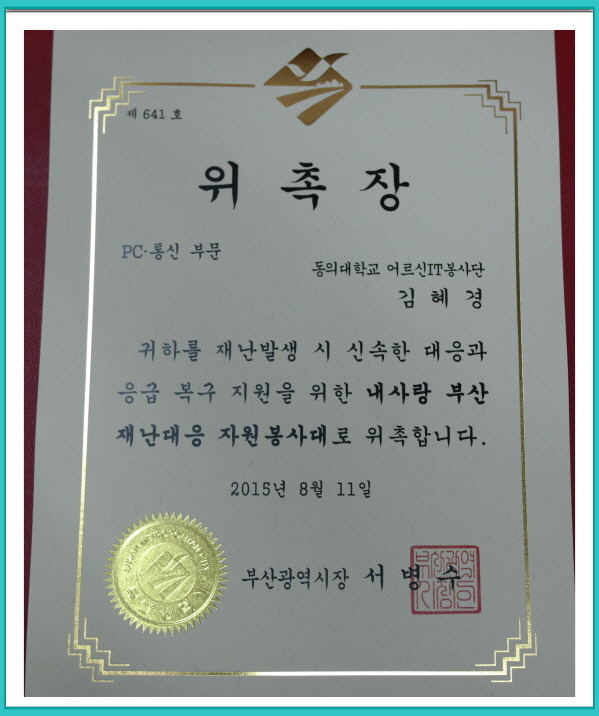 제 641 호
위 촉 장
PC·통신 부문
동의대학교 어르신IT봉사단
김 혜 경
귀하를 재난발생 시 신속한 대응과
응급 복구 지원을 위한 내사랑 부산
재난대응 자원봉사대로 위촉합니다.
2015년 8월 11일
부산광역시장 서 병 수